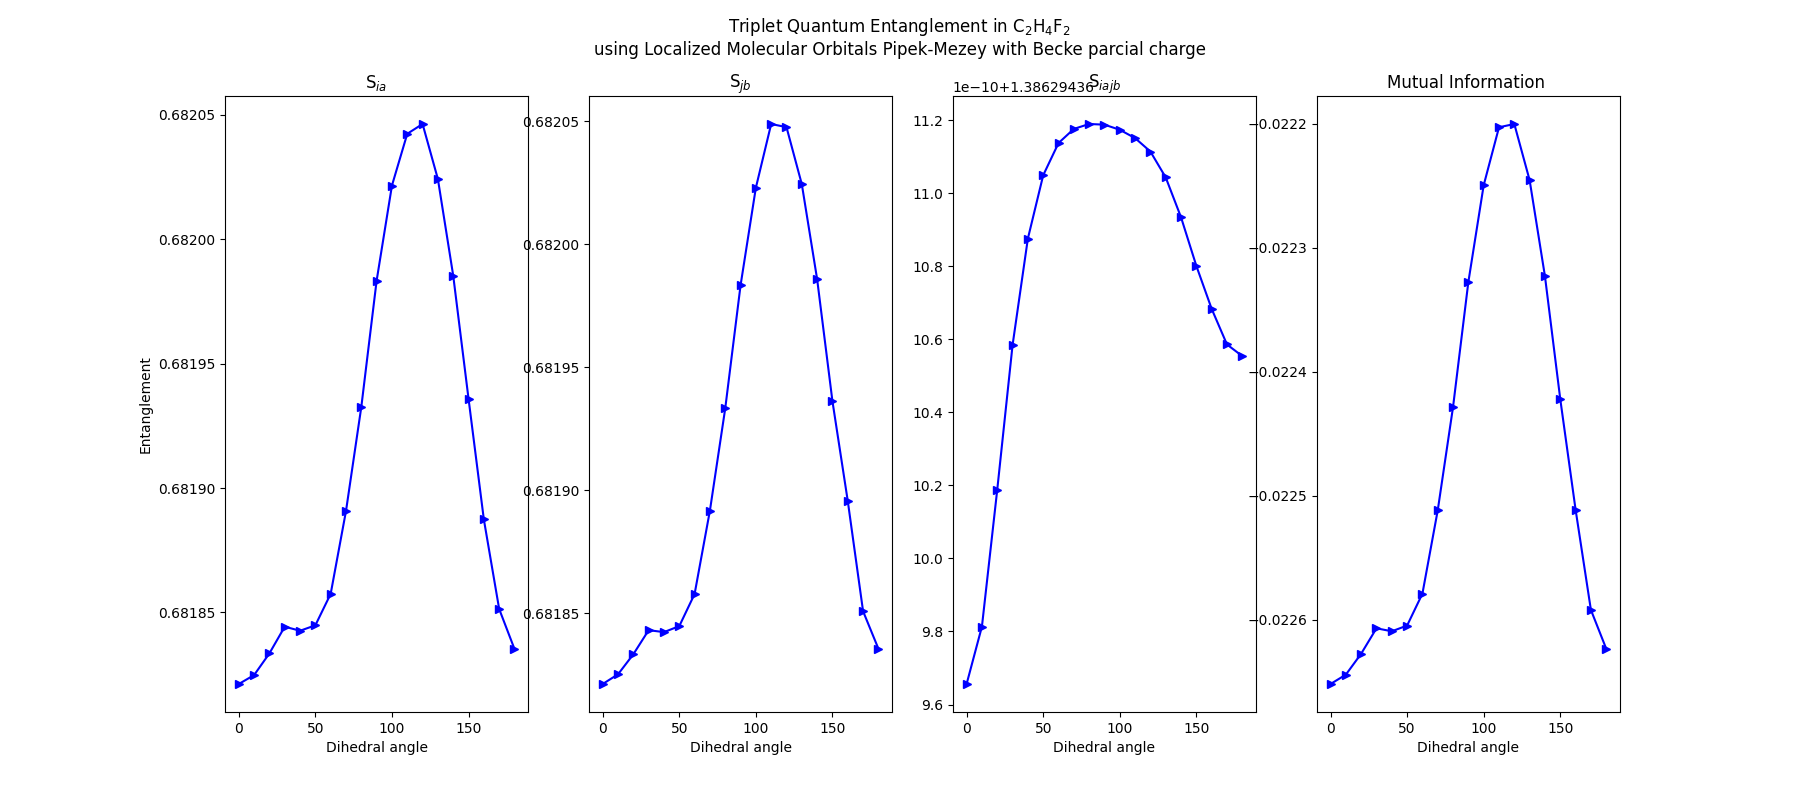 Triplet Quantum Entanglement in C₂H₄F₂
using Localized Molecular Orbitals Pipek-Mezey with Becke parcial charge
S_ia
0.68205
0.68200
0.68195
0.68190
0.68185
Entanglement
0 50 100 150
Dihedral angle
S_jb
0.68205
0.68200
0.68195
0.68190
0.68185
0 50 100 150
Dihedral angle
1e−10+1.38629436
S_iajb
11.2
11.0
10.8
10.6
10.4
10.2
10.0
9.8
9.6
0 50 100 150
Dihedral angle
Mutual Information
−0.0222
−0.0223
−0.0224
−0.0225
−0.0226
0 50 100 150
Dihedral angle